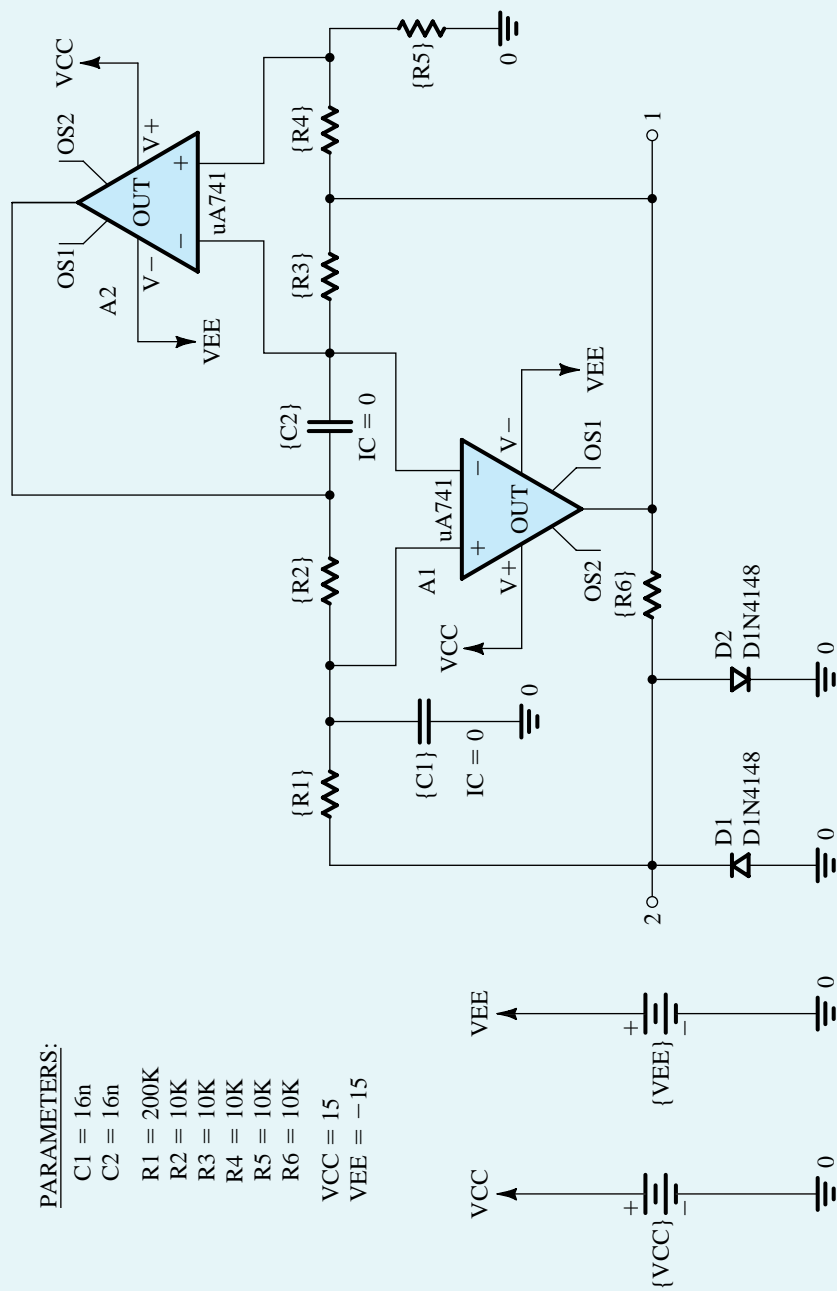 PARAMETERS:
C1 = 16n
C2 = 16n
R1 = 200K
R2 = 10K
R3 = 10K
R4 = 10K
R5 = 10K
R6 = 10K
VCC = 15
VEE = −15
VCC
+
{VCC}
−
0
VEE
+
{VEE}
−
0
OS1
OS2
VCC
OUT
V−
V+
A2
−
+
uA741
VEE
{R1}
{R2}
{C2}
IC = 0
{R3}
{R4}
{R5}
0
{C1}
IC = 0
0
A1
+
−
uA741
V+
V−
OUT
VCC
VEE
OS2
OS1
{R6}
2
1
D1
D1N4148
0
D2
D1N4148
0